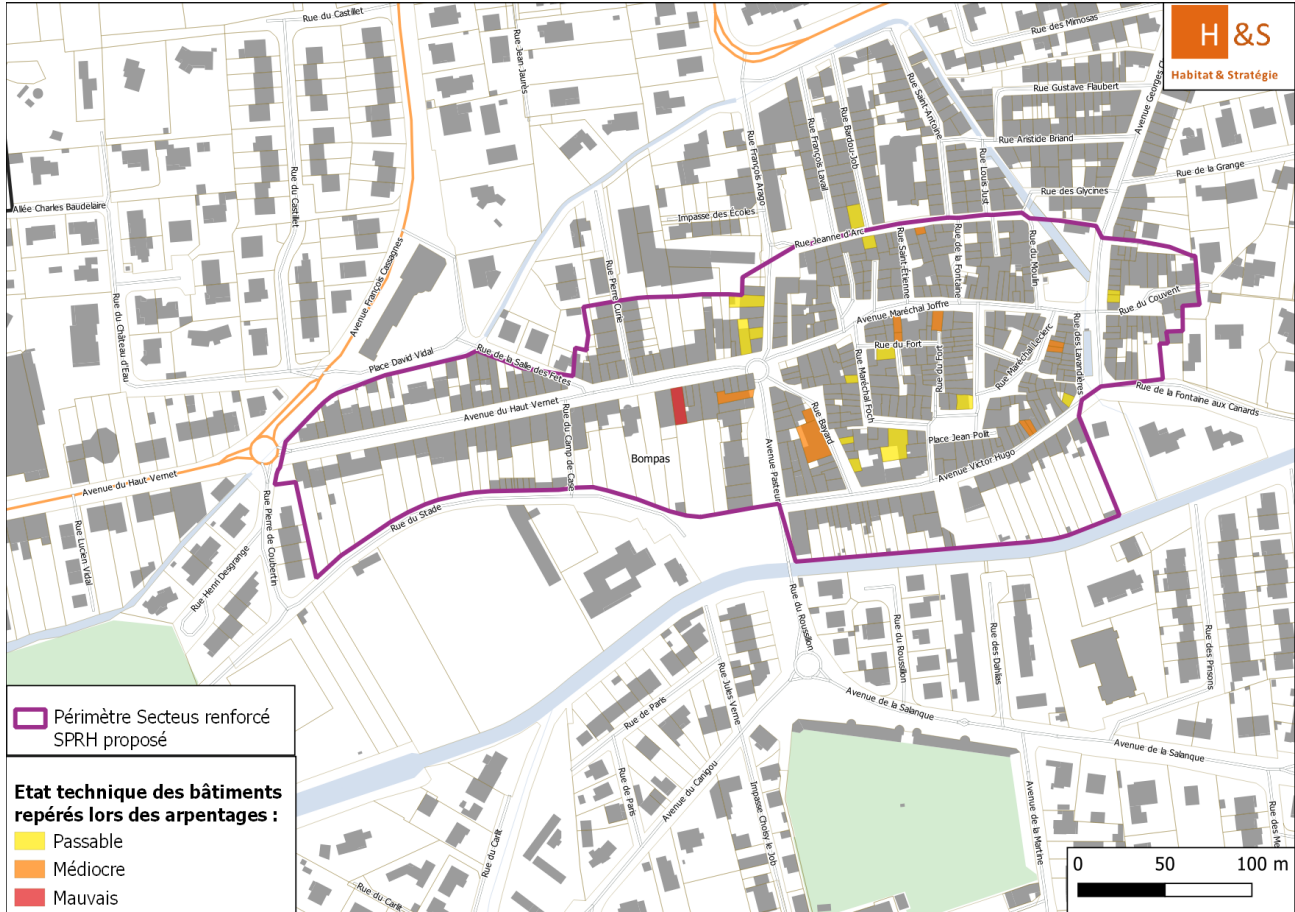 Rue du Castillet
Rue Jean Jaurès
Rue des Mimosas
H &S
Habitat & Stratégie
Rue Saint-Antoine
Rue Gustave Flaubert
Rue Bardou-Job
Rue François Lavail
Rue François Arago
Rue Aristide Briand
Rue Louis Just
Rue de la Grange
Rue du Castillet
Rue des Glycines
Allée Charles Baudelaire
Impasse des Écoles
Rue Jeanne d'Arc
Rue Saint-Étienne
Rue de la Fontaine
Rue du Moulin
Avenue François Cassagnes
Rue Pierre Curie
Rue du Château d'Eau
Rue du Couvent
Avenue Maréchal Joffre
Rue du Fort
Rue du Fort
Rue Maréchal Leclerc
Rue des Lavandières
Place David Vidal
Rue de la Salle des Fêtes
Rue Maréchal Foch
Rue de la Fontaine aux Canards
Avenue du Haut Vernet
Rue du Camp de Case
Rue Bayard
Place Jean Politt
Bompas
Avenue Pasteur
Avenue Victor Hugo
Avenue du Haut Vernet
Rue du Stade
Rue Pierre de Coubertin
Rue Lucien Vidal
Rue Henri Desgrange
Rue du Roussillon
Rue du Roussillon
Rue des Dahlias
Rue des Pinsons
Rue Jules Verne
Rue de Paris
Avenue de la Salanque
Avenue de la Salanque
Rue de Paris
Avenue du Canigou
Impasse Choisy le Job
Avenue de la Martine
Rue du Carlit
Rue du Carlit
Périmètre Secteus renforcé
SPRH proposé
Etat technique des bâtiments
repérés lors des arpentages :
Passable
Médiocre
Mauvais
0 50 100 m